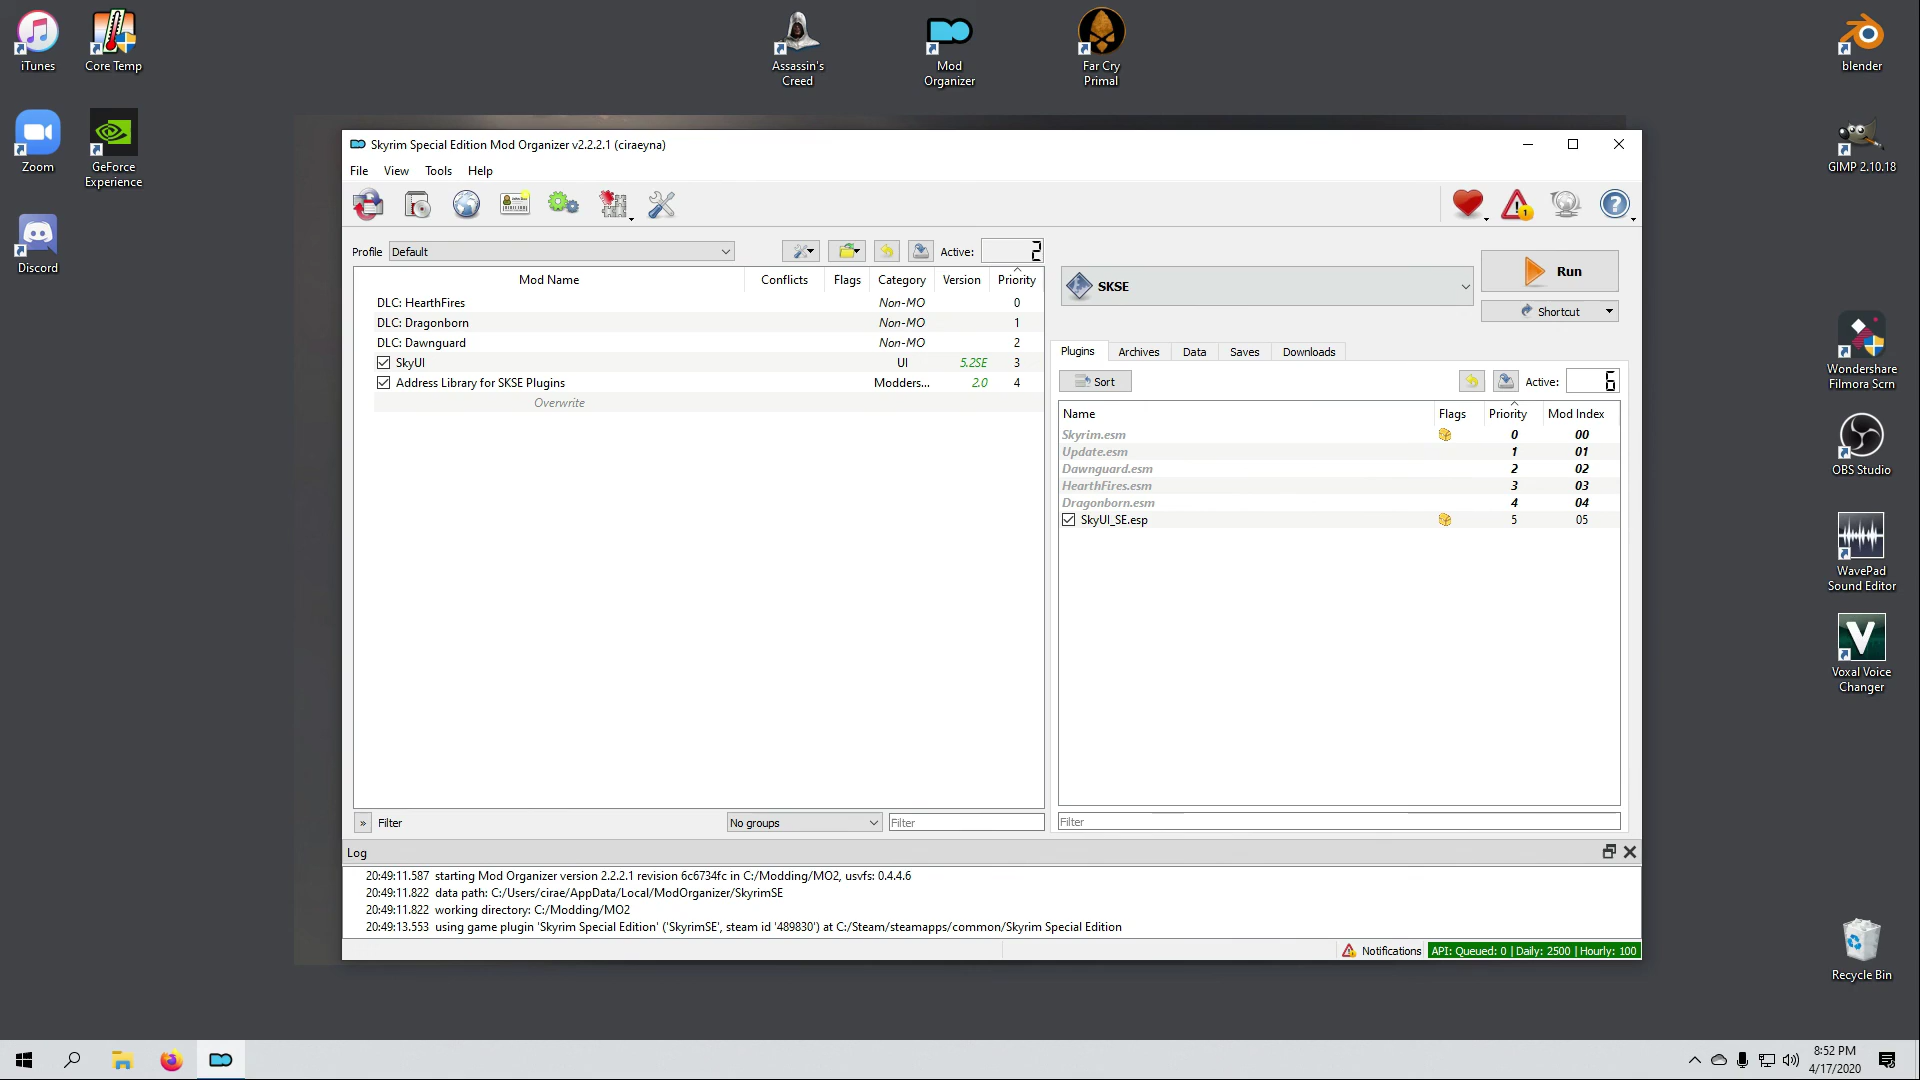 iTunes
Core Temp
Assassin's
Creed
Mod
Organizer
Far Cry
Primal
blender
Zoom
GeForce
Experience
GIMP 2.10.18
Discord
Wondershare
Filmora Scrn
OBS Studio
WavePad
Sound Editor
Voxal Voice
Changer
Recycle Bin
Skyrim Special Edition Mod Organizer v2.2.2.1 (ciraeyna)
File View Tools Help
Profile Default Active: 2
Mod Name Conflicts Flags Category Version Priority
DLC: HearthFires Non-MO 0
DLC: Dragonborn Non-MO 1
DLC: Dawnguard Non-MO 2
SkyUI UI 5.2SE 3
Address Library for SKSE Plugins Modders... 2.0 4
Overwrite
» Filter No groups Filter
SKSE
Run
Shortcut
Plugins Archives Data Saves Downloads
Sort Active: 6
Name Flags Priority Mod Index
Skyrim.esm 0 00
Update.esm 1 01
Dawnguard.esm 2 02
HearthFires.esm 3 03
Dragonborn.esm 4 04
SkyUI_SE.esp 5 05
Filter
Log
20:49:11.587 starting Mod Organizer version 2.2.2.1 revision 6c6734fc in C:/Modding/MO2, usvfs: 0.4.4.6
20:49:11.822 data path: C:/Users/cirae/AppData/Local/ModOrganizer/SkyrimSE
20:49:11.822 working directory: C:/Modding/MO2
20:49:13.553 using game plugin 'Skyrim Special Edition' ('SkyrimSE', steam id '489830') at C:/Steam/steamapps/common/Skyrim Special Edition
Notifications API: Queued: 0 | Daily: 2500 | Hourly: 100
8:52 PM
4/17/2020